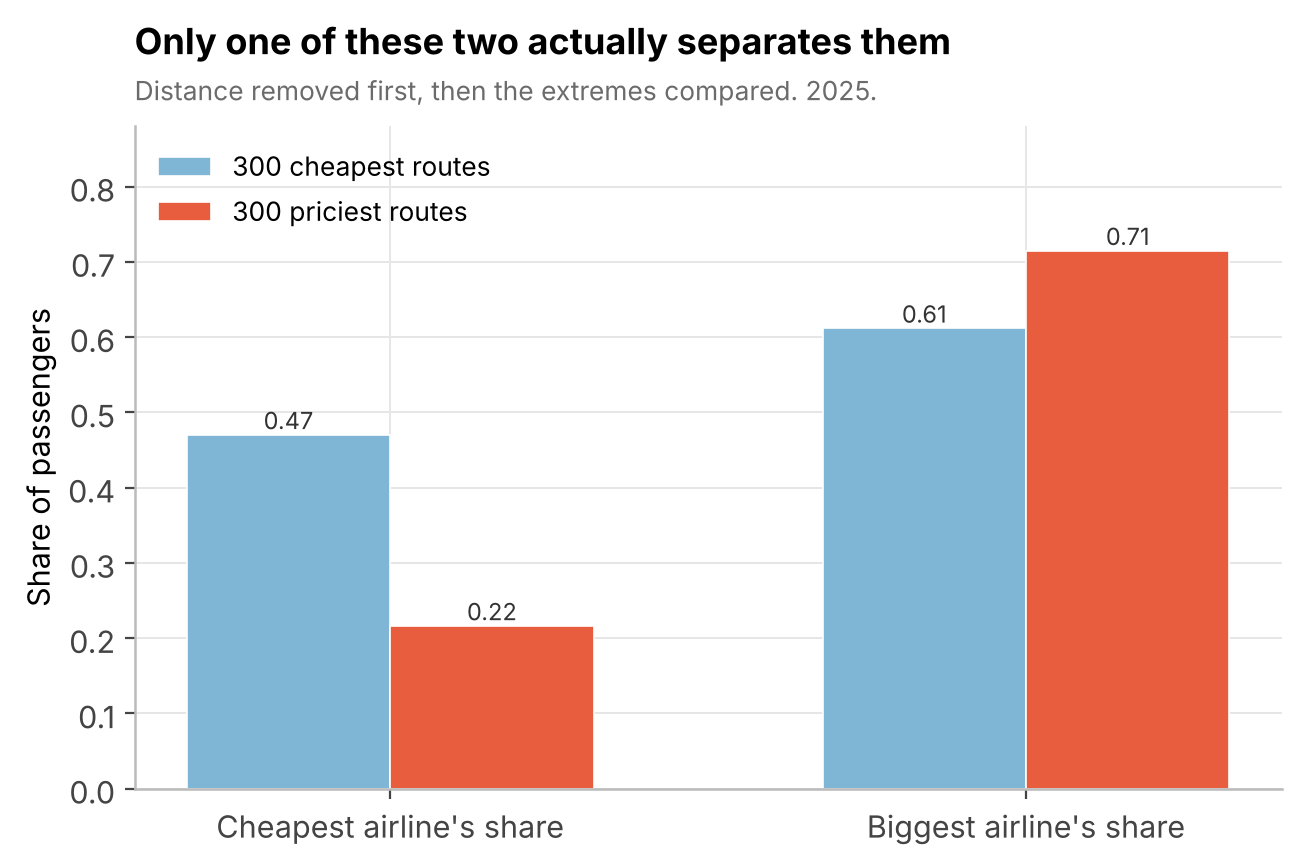 Only one of these two actually separates them
Distance removed first, then the extremes compared. 2025.
300 cheapest routes
300 priciest routes
Share of passengers
0.8
0.7
0.6
0.5
0.4
0.3
0.2
0.1
0.0
0.47
0.22
0.61
0.71
Cheapest airline's share
Biggest airline's share